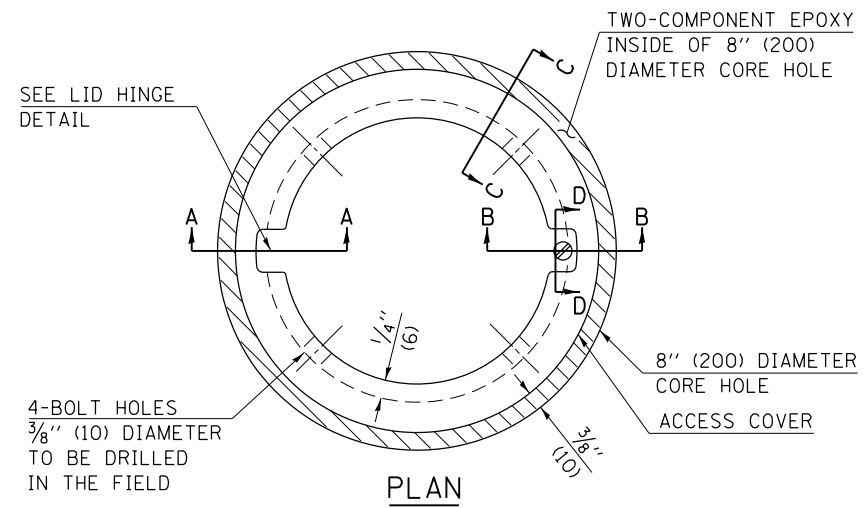 TWO-COMPONENT EPOXY
INSIDE OF 8" (200)
DIAMETER CORE HOLE
SEE LID HINGE
DETAIL
C
C
A
A
B
B
D
D
1/4"
(6)
8" (200) DIAMETER
CORE HOLE
ACCESS COVER
4-BOLT HOLES
3/8" (10) DIAMETER
TO BE DRILLED
IN THE FIELD
3/8"
(10)
PLAN